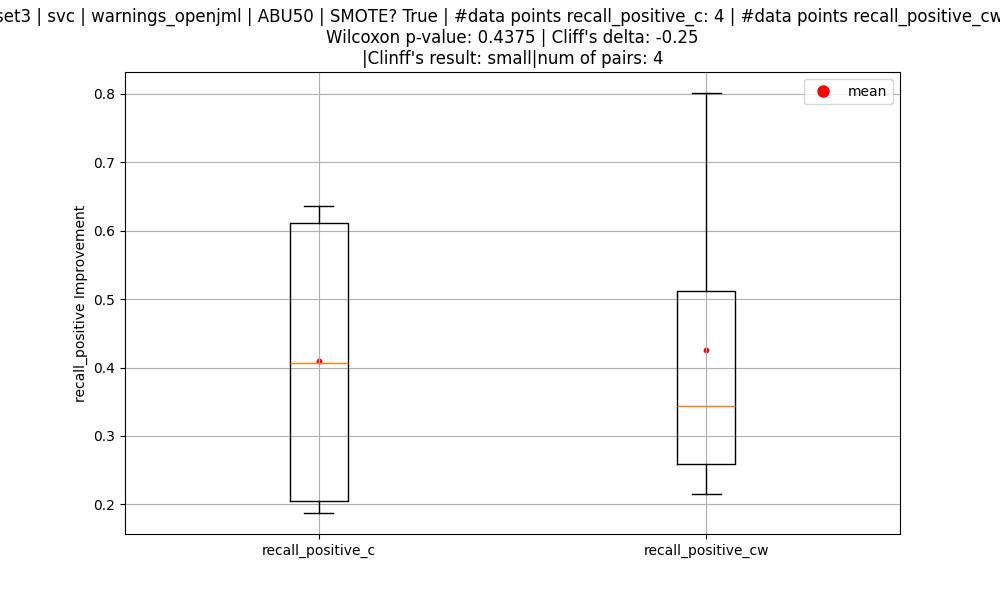 set3 | svc | warnings_openjml | ABU50 | SMOTE? True | #data points recall_positive_c: 4 | #data points recall_positive_cw
Wilcoxon p-value: 0.4375 | Cliff's delta: -0.25
|Clinff's result: small|num of pairs: 4
mean
0.8
0.7
0.6
0.5
0.4
0.3
0.2
recall_positive Improvement
recall_positive_c
recall_positive_cw